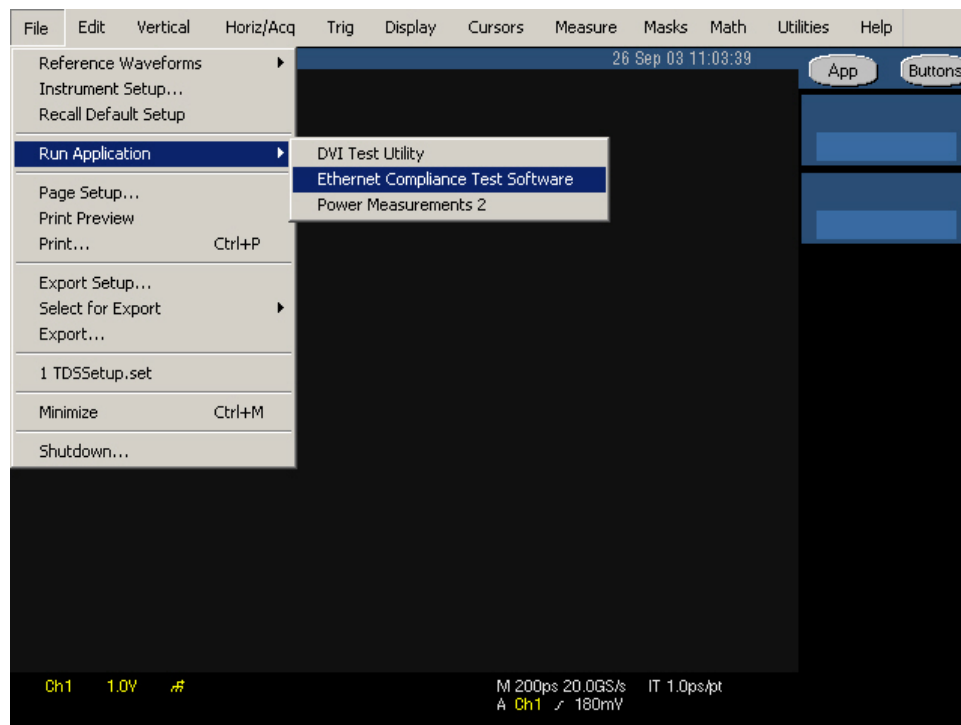 File Edit Vertical Horiz/Acq Trig Display Cursors Measure Masks Math Utilities Help
26 Sep 03 11:03:39
App Buttons
Reference Waveforms
Instrument Setup...
Recall Default Setup
Run Application
DVI Test Utility
Ethernet Compliance Test Software
Power Measurements 2
Page Setup...
Print Preview
Print... Ctrl+P
Export Setup...
Select for Export
Export...
1 TDSSetup.set
Minimize Ctrl+M
Shutdown...
Ch1 1.0V
M 200ps 20.0GS/s IT 1.0ps/pt
A Ch1 180mV